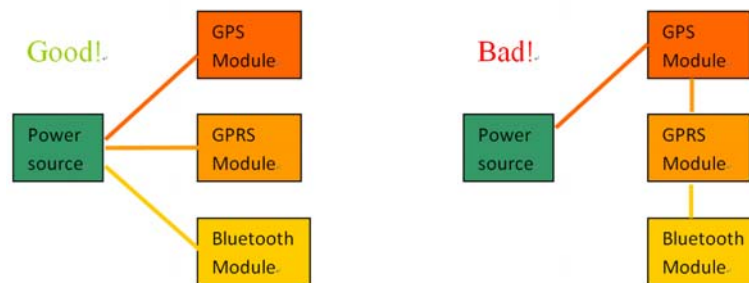 Good!
GPS
Module
Power
source
GPRS
Module
Bluetooth
Module
Bad!
GPS
Module
Power
source
GPRS
Module
Bluetooth
Module